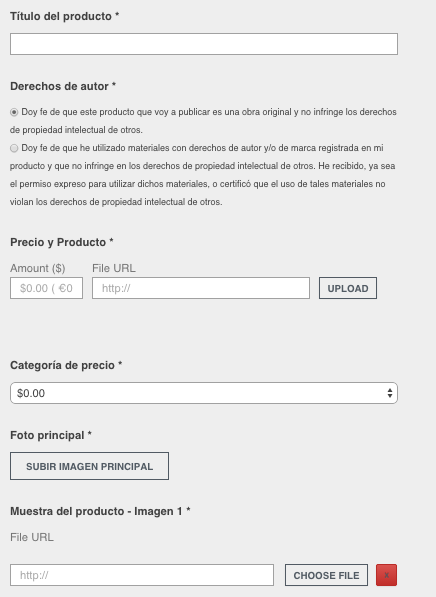 Título del producto *
Derechos de autor *
Doy fe de que este producto que voy a publicar es una obra original y no infringe los derechos
de propiedad intelectual de otros.
Doy fe de que he utilizado materiales con derechos de autor y/o de marca registrada en mi
producto y que no infringe en los derechos de propiedad intelectual de otros. He recibido, ya sea
el permiso expreso para utilizar dichos materiales, o certificó que el uso de tales materiales no
violan los derechos de propiedad intelectual de otros.
Precio y Producto *
Amount ($) File URL
$0.00 ( €0 http:// UPLOAD
Categoría de precio *
$0.00
Foto principal *
SUBIR IMAGEN PRINCIPAL
Muestra del producto - Imagen 1 *
File URL
http:// CHOOSE FILE x